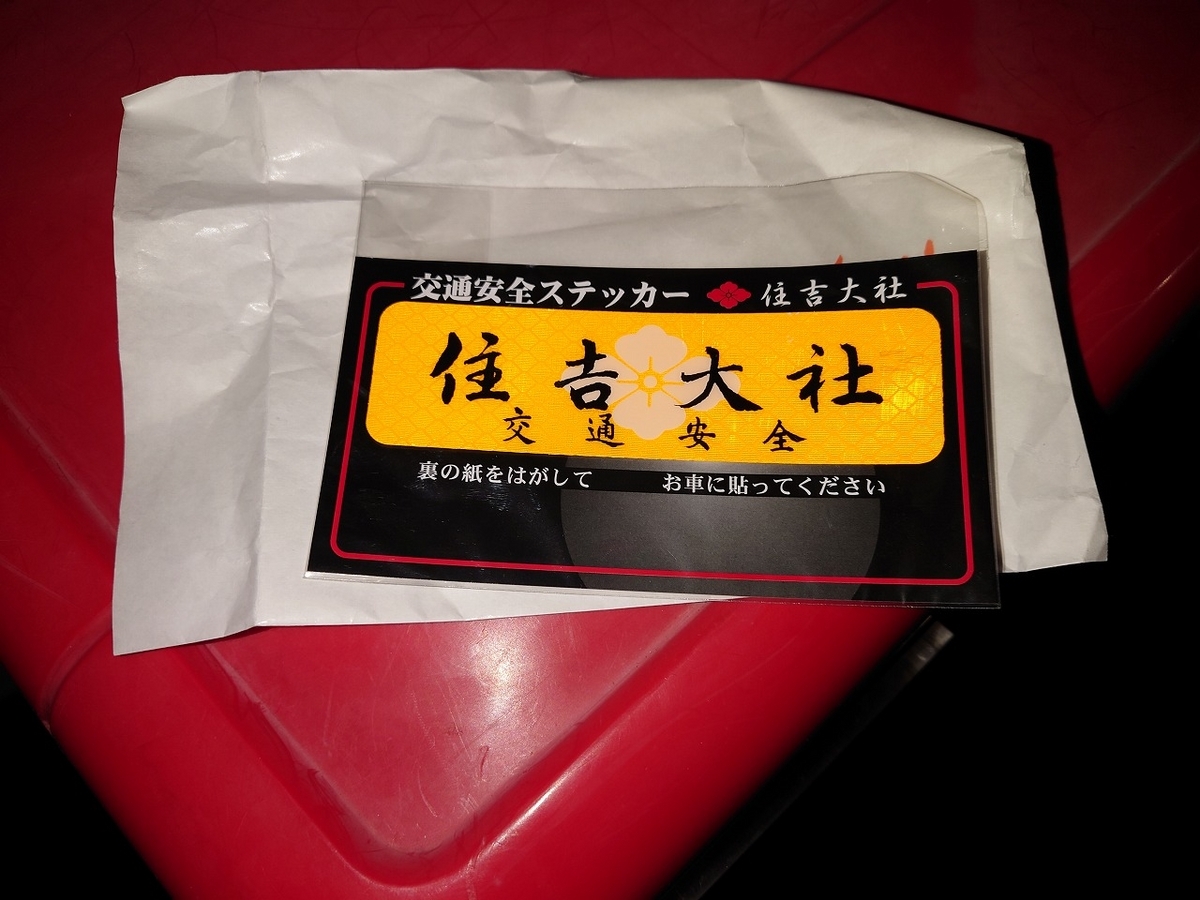 交通安全ステッカー 住吉大社
住吉大社
交通安全
裏の紙をはがして お車に貼ってください